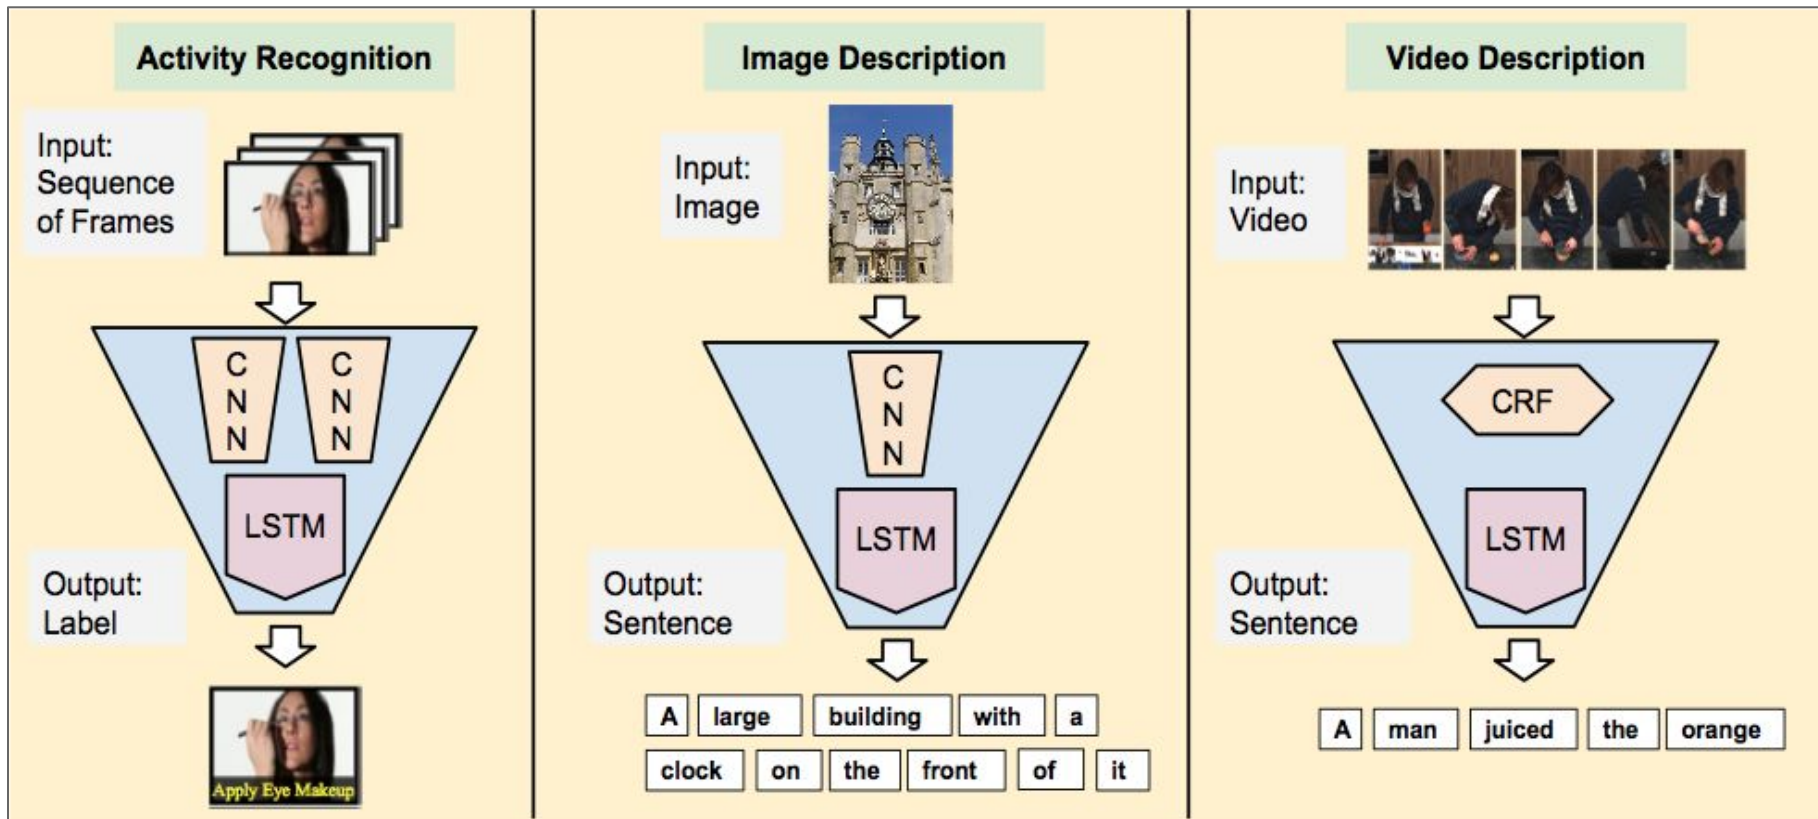 Activity Recognition
Input:
Sequence
of Frames
C
N
N
C
N
N
LSTM
Output:
Label
Apply Eye Makeup
Image Description
Input:
Image
C
N
N
LSTM
Output:
Sentence
A large building with a
clock on the front of it
Video Description
Input:
Video
CRF
LSTM
Output:
Sentence
A man juiced the orange